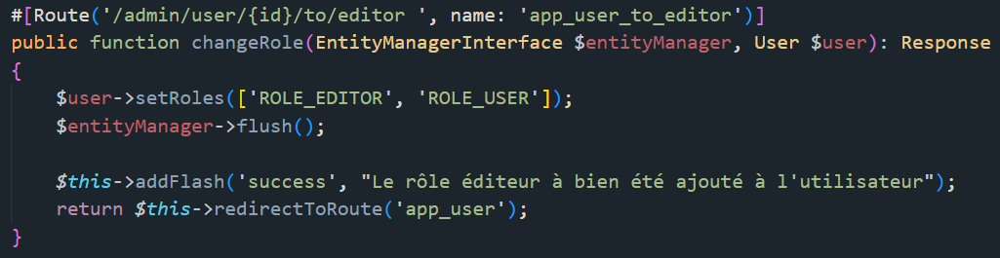 #[Route('/admin/user/{id}/to/editor ', name: 'app_user_to_editor')]
public function changeRole(EntityManagerInterface $entityManager, User $user): Response
{
    $user->setRoles(['ROLE_EDITOR', 'ROLE_USER']);
    $entityManager->flush();

    $this->addFlash('success', "Le rôle éditeur à bien été ajouté à l'utilisateur");
    return $this->redirectToRoute('app_user');
}